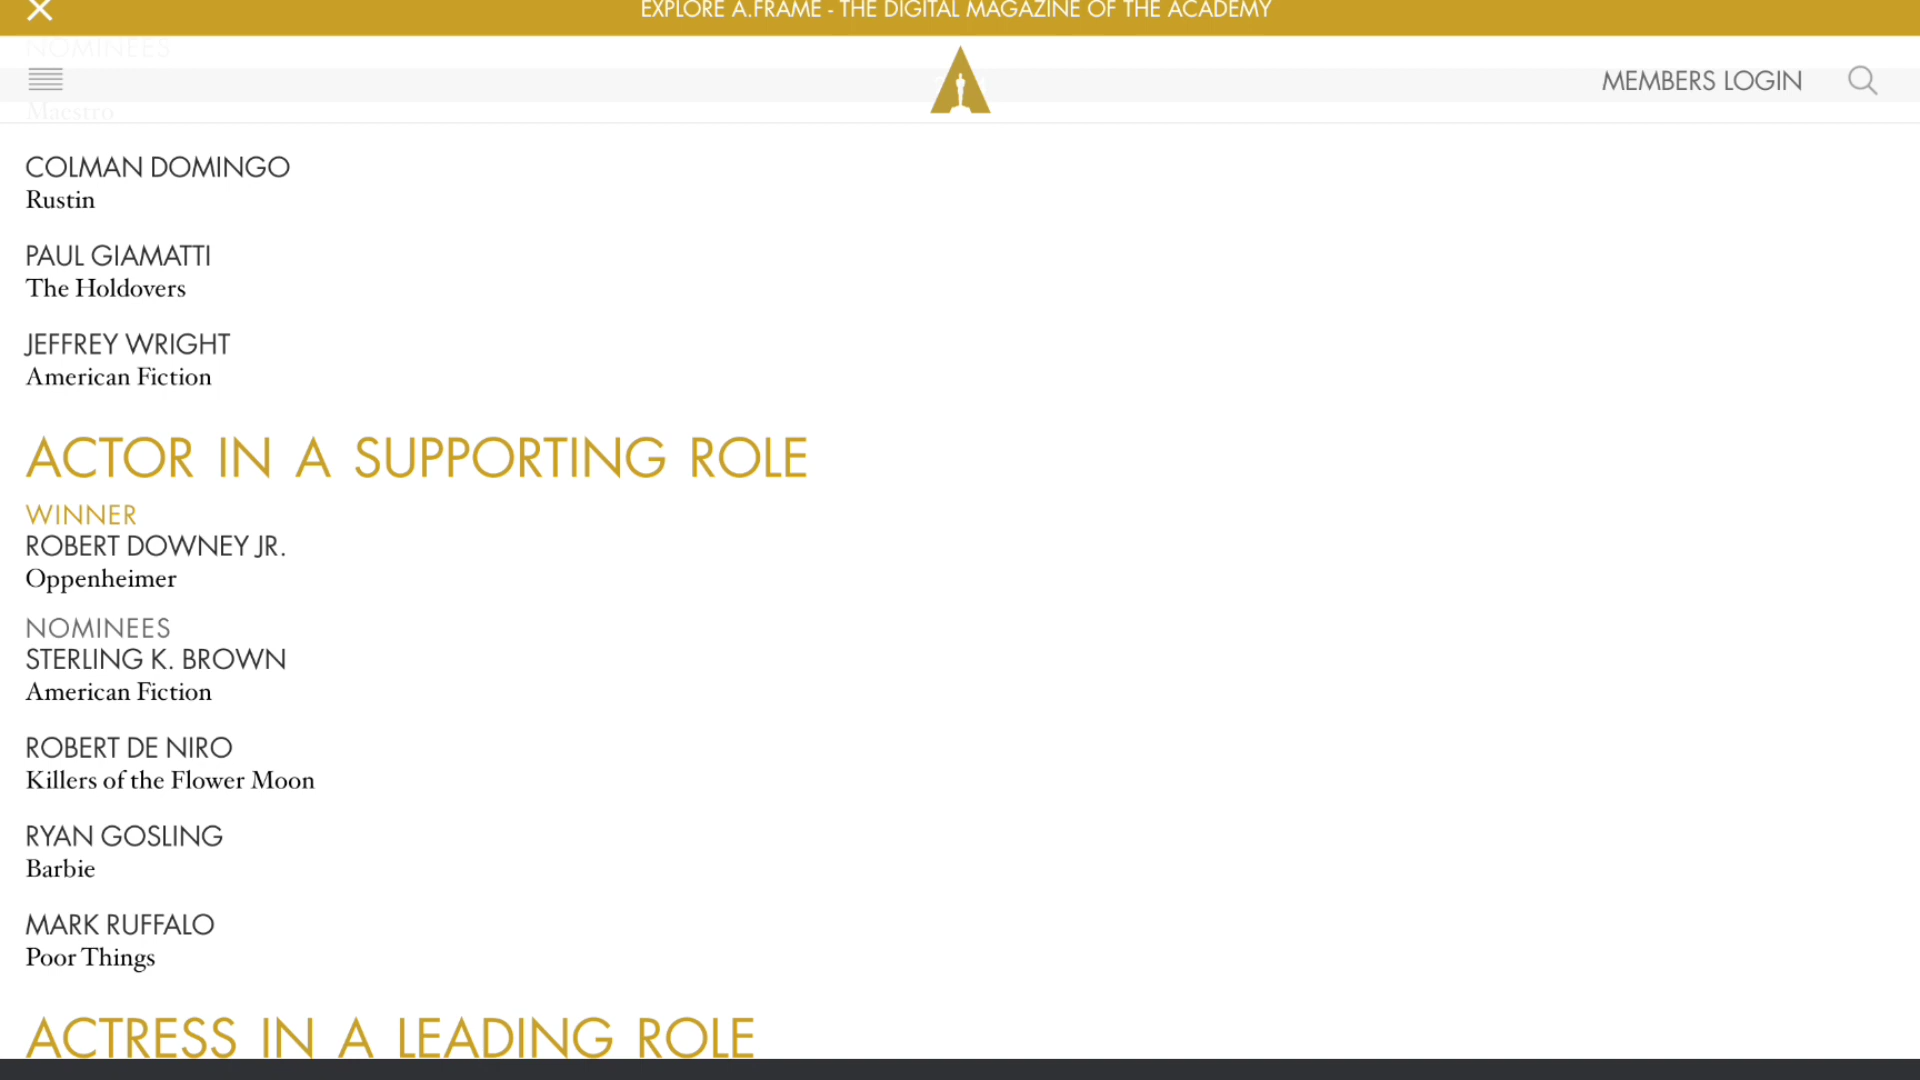 EXPLORE A.FRAME - THE DIGITAL MAGAZINE OF THE ACADEMY
NOMINEES
MEMBERS LOGIN
Maestro
COLMAN DOMINGO
Rustin
PAUL GIAMATTI
The Holdovers
JEFFREY WRIGHT
American Fiction
ACTOR IN A SUPPORTING ROLE
WINNER
ROBERT DOWNEY JR.
Oppenheimer
NOMINEES
STERLING K. BROWN
American Fiction
ROBERT DE NIRO
Killers of the Flower Moon
RYAN GOSLING
Barbie
MARK RUFFALO
Poor Things
ACTRESS IN A LEADING ROLE